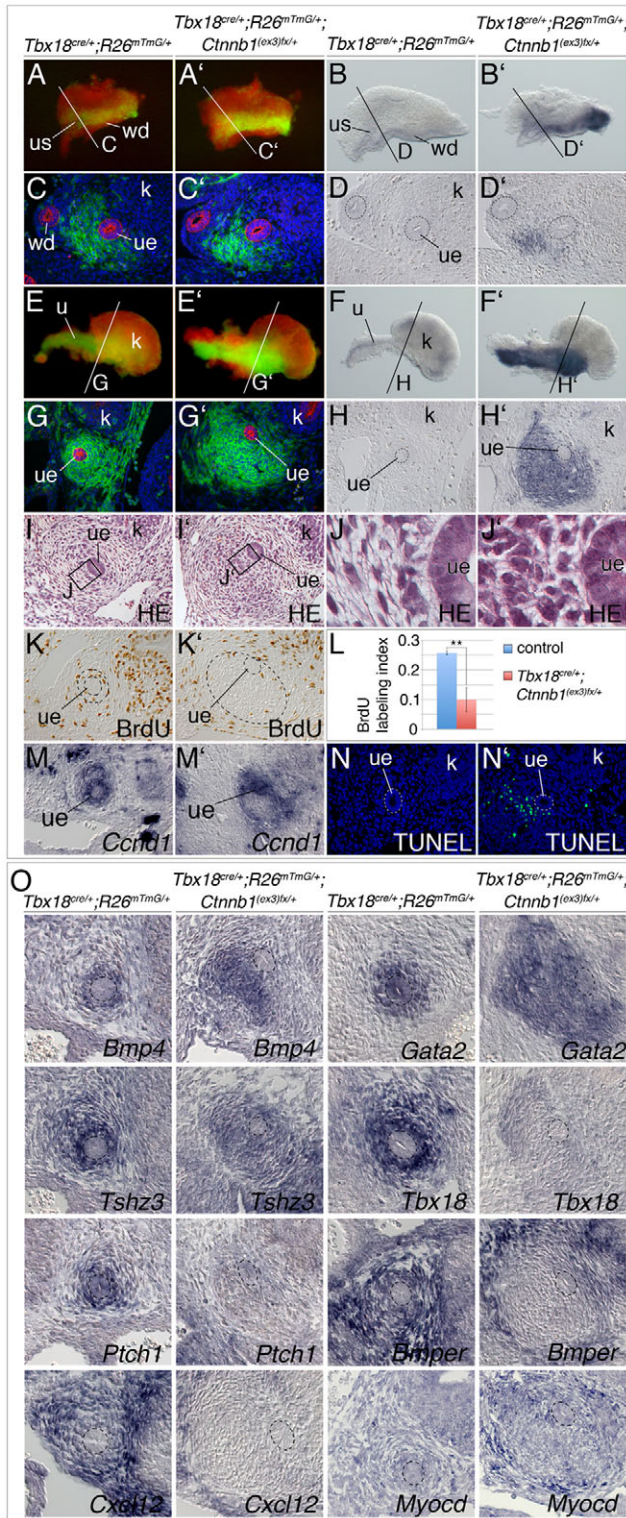 Tbx18cre/+;R26mTmG/+;
Tbx18cre/+;R26mTmG/+ Ctnnb1(ex3)fx/+ Tbx18cre/+;R26mTmG/+ Ctnnb1(ex3)fx/+
A A' B B'
us wd us wd
C C' D D'
C C' D k D'
k
wd ue ue
E E' F F'
u k u k
G G' H H'
G k G' k H H' k
ue ue ue ue
I ue k I' ue k J J'
ue ue
J J'
HE HE HE HE
K K' L 0.3 ** control
0.2 Tbx18cre/+;
0.1 Ctnnb1(ex3)fx/+
0
BrdU labeling index
ue ue
BrdU BrdU
M M' N ue k N' ue k
ue ue
Ccnd1 Ccnd1 TUNEL TUNEL
O Tbx18cre/+;R26mTmG/+; Tbx18cre/+;R26mTmG/+;
Tbx18cre/+;R26mTmG/+ Ctnnb1(ex3)fx/+ Tbx18cre/+;R26mTmG/+ Ctnnb1(ex3)fx/+
Bmp4 Bmp4 Gata2 Gata2
Tshz3 Tshz3 Tbx18 Tbx18
Ptch1 Ptch1 Bmper Bmper
Cxcl12 Cxcl12 Myocd Myocd